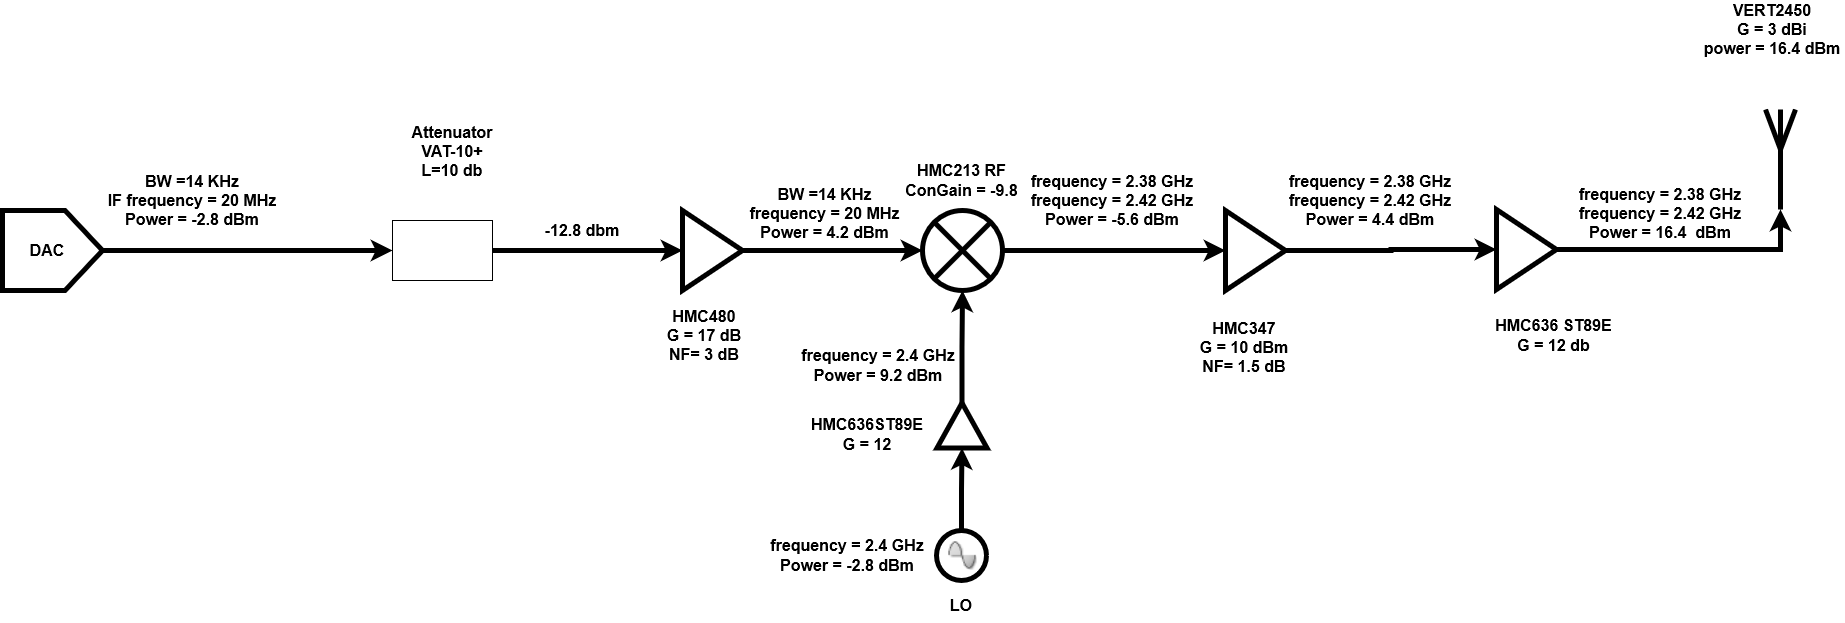 VERT2450
G = 3 dBi
power = 16.4 dBm
Attenuator
VAT-10+
L=10 db
BW =14 KHz
IF frequency = 20 MHz
Power = -2.8 dBm
DAC
-12.8 dbm
HMC480
G = 17 dB
NF= 3 dB
BW =14 KHz
frequency = 20 MHz
Power = 4.2 dBm
HMC213 RF
ConGain = -9.8
frequency = 2.38 GHz
frequency = 2.42 GHz
Power = -5.6 dBm
HMC347
G = 10 dBm
NF= 1.5 dB
frequency = 2.38 GHz
frequency = 2.42 GHz
Power = 4.4 dBm
HMC636 ST89E
G = 12 db
frequency = 2.38 GHz
frequency = 2.42 GHz
Power = 16.4 dBm
frequency = 2.4 GHz
Power = 9.2 dBm
HMC636ST89E
G = 12
frequency = 2.4 GHz
Power = -2.8 dBm
LO